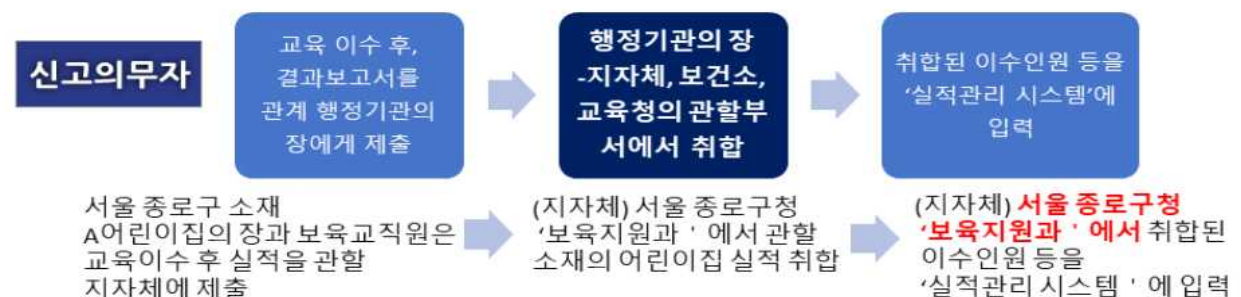 신고의무자
교육 이수 후,
결과보고서를
관계 행정기관의
장에게 제출
행정기관의 장
-지자체, 보건소,
교육청의 관할부
서에서 취합
취합된 이수인원 등을
‘실적관리 시스템’에
입력
서울 종로구 소재
A어린이집의 장과 보육교직원은
교육이수 후 실적을 관할
지자체에 제출
(지자체) 서울 종로구청
‘보육지원과 ' 에서 관할
소재의 어린이집 실적 취합
(지자체) 서울 종로구청
‘보육지원과 ' 에서 취합된
이수인원 등을
‘실적관리 시스템 ' 에 입력